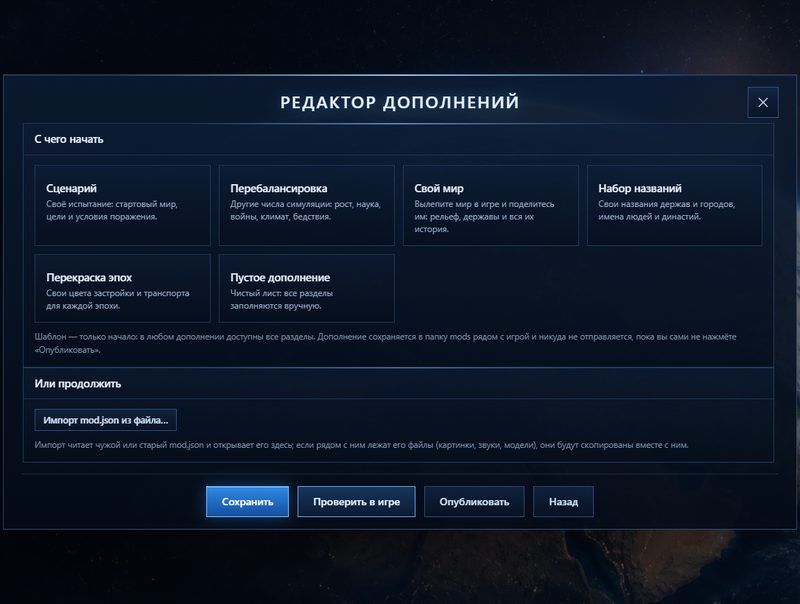 РЕДАКТОР ДОПОЛНЕНИЙ
С чего начать
Сценарий
Своё испытание: стартовый мир,
цели и условия поражения.
Перебалансировка
Другие числа симуляции: рост, наука,
войны, климат, бедствия.
Свой мир
Вылепите мир в игре и поделитесь
им: рельеф, державы и вся их
история.
Набор названий
Свои названия держав и городов,
имена людей и династий.
Перекраска эпох
Свои цвета застройки и транспорта
для каждой эпохи.
Пустое дополнение
Чистый лист: все разделы
заполняются вручную.
Шаблон — только начало: в любом дополнении доступны все разделы. Дополнение сохраняется в папку mods рядом с игрой и никуда не отправляется, пока вы сами не нажмёте
«Опубликовать».
Или продолжить
Импорт mod.json из файла...
Импорт читает чужой или старый mod.json и открывает его здесь; если рядом с ним лежат его файлы (картинки, звуки, модели), они будут скопированы вместе с ним.
Сохранить
Проверить в игре
Опубликовать
Назад